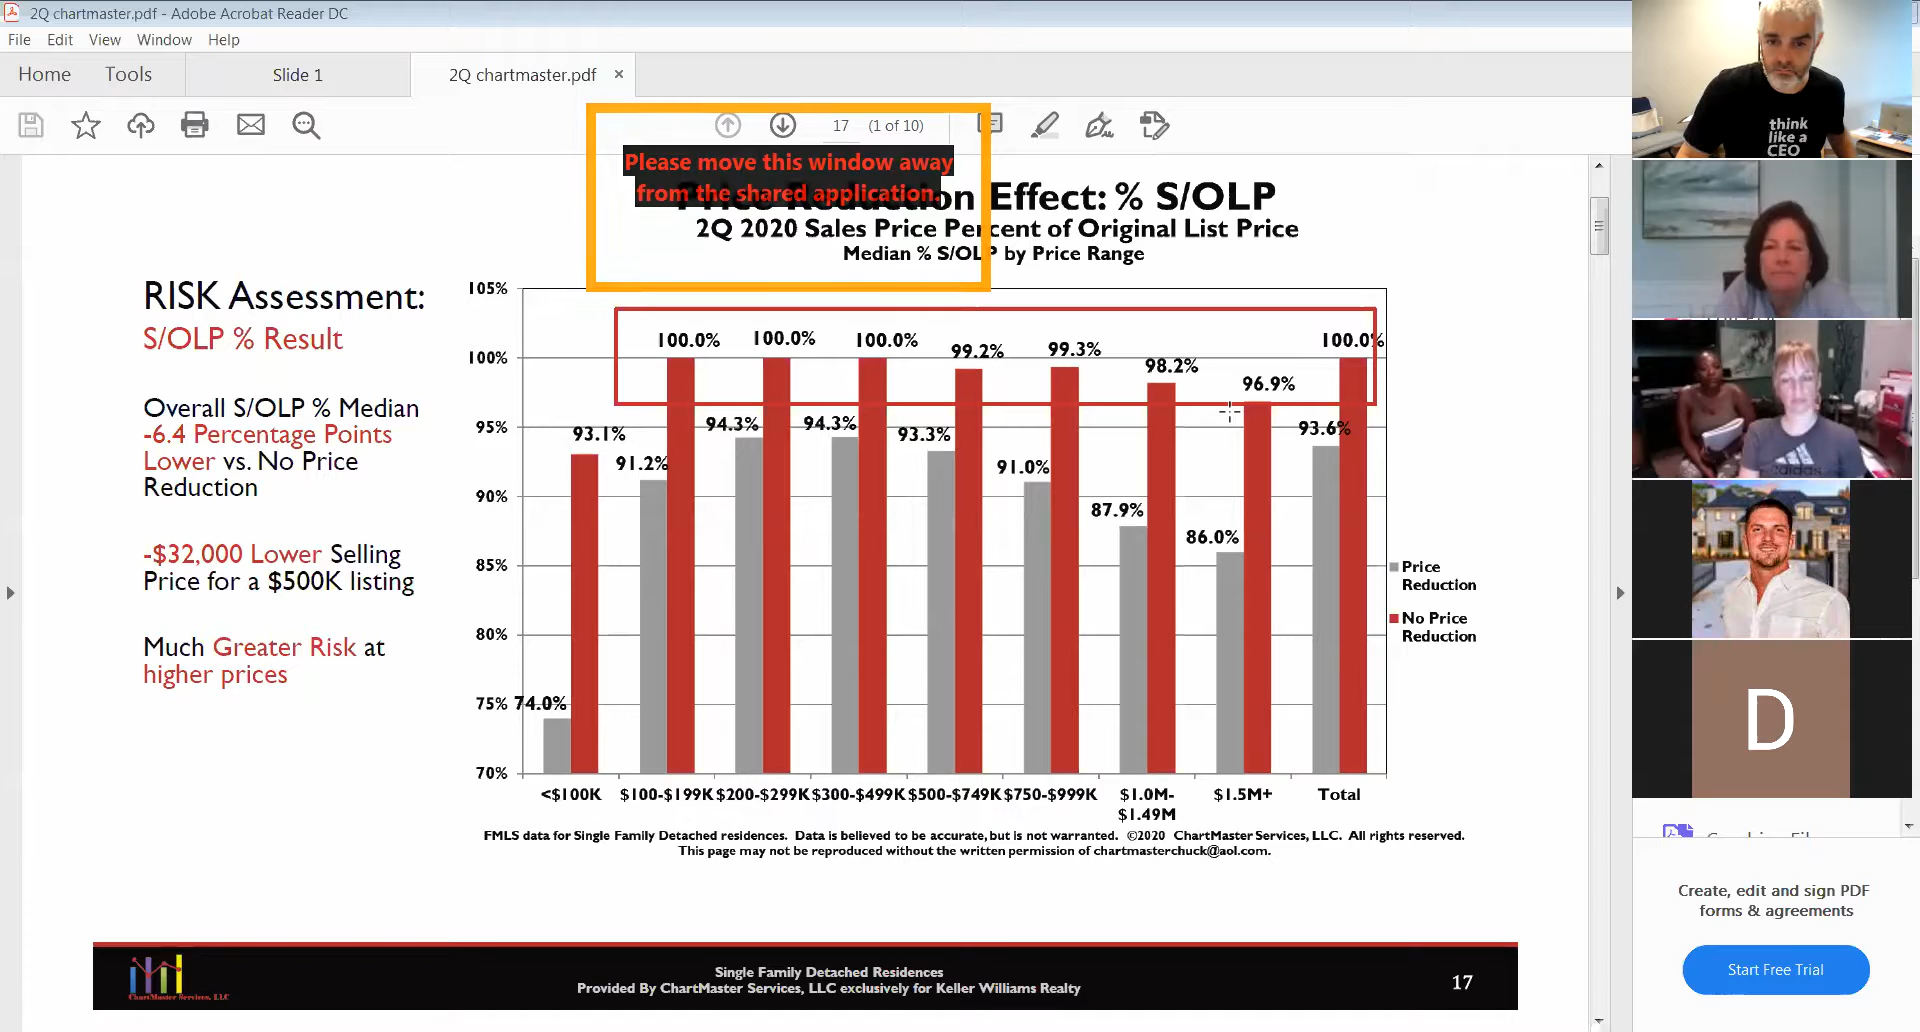 2Q chartmaster.pdf - Adobe Acrobat Reader DC
File Edit View Window Help
Home Tools Slide 1 2Q chartmaster.pdf ×
17 (1 of 10)
Please move this window away
from the shared application.
Reduction Effect: % S/OLP
2Q 2020 Sales Price Percent of Original List Price
Median % S/OLP by Price Range
RISK Assessment:
S/OLP % Result
Overall S/OLP % Median
-6.4 Percentage Points
Lower vs. No Price
Reduction
-$32,000 Lower Selling
Price for a $500K listing
Much Greater Risk at
higher prices
105%
100%
95%
90%
85%
80%
75%
70%
74.0%
93.1%
91.2%
100.0%
94.3%
100.0%
94.3%
100.0%
93.3%
99.2%
91.0%
99.3%
87.9%
98.2%
86.0%
96.9%
93.6%
100.0%
<$100K $100-$199K $200-$299K $300-$499K $500-$749K $750-$999K $1.0M- $1.5M+ Total
$1.49M
Price
Reduction
No Price
Reduction
FMLS data for Single Family Detached residences. Data is believed to be accurate, but is not warranted. ©2020 ChartMaster Services, LLC. All rights reserved.
This page may not be reproduced without the written permission of chartmasterchuck@aol.com.
ChartMaster Services, LLC
Single Family Detached Residences
Provided By ChartMaster Services, LLC exclusively for Keller Williams Realty
17
think
like a
CEO
adidas
D
Create, edit and sign PDF
forms & agreements
Start Free Trial